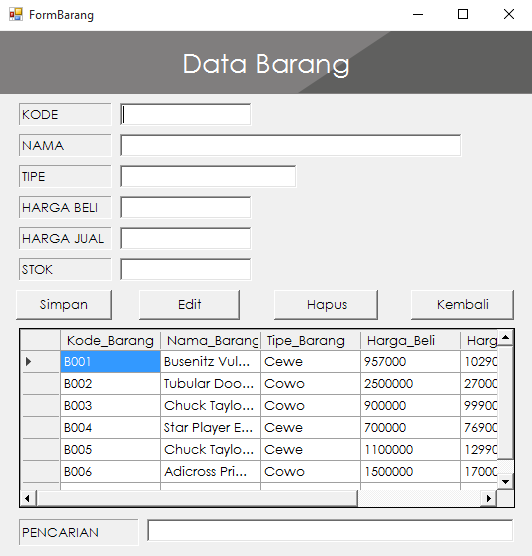 FormBarang
Data Barang
KODE
NAMA
TIPE
HARGA BELI
HARGA JUAL
STOK
Simpan Edit Hapus Kembali
Kode_Barang Nama_Barang Tipe_Barang Harga_Beli Harg
B001 Busenitz Vul... Cewe 957000 10290
B002 Tubular Doo... Cowo 2500000 27000
B003 Chuck Taylo... Cowo 900000 99900
B004 Star Player E... Cewe 700000 76900
B005 Chuck Taylo... Cewe 1100000 12990
B006 Adicross Pri... Cowo 1500000 17000
PENCARIAN